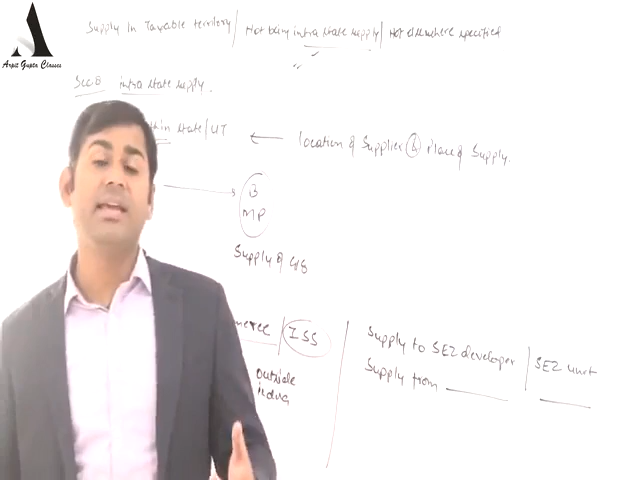 Arpit Gupta Classes
Supply In Taxable territory / Not being intra State supply / Not elsewhere specified
Sec 8 intra State supply.
thin State/UT ← location of Supplier & Place of Supply.
B
MP
Supply of G/S
merce / ISS
outside
india
Supply to SEZ developer / SEZ unit
Supply from